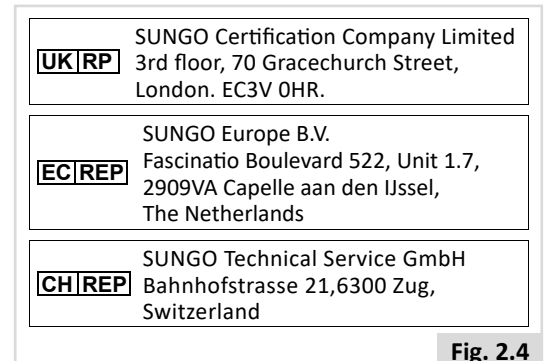 UK RP
SUNGO Certification Company Limited
3rd floor, 70 Gracechurch Street,
London. EC3V 0HR.
EC REP
SUNGO Europe B.V.
Fascinatio Boulevard 522, Unit 1.7,
2909VA Capelle aan den IJssel,
The Netherlands
CH REP
SUNGO Technical Service GmbH
Bahnhofstrasse 21,6300 Zug,
Switzerland
Fig. 2.4